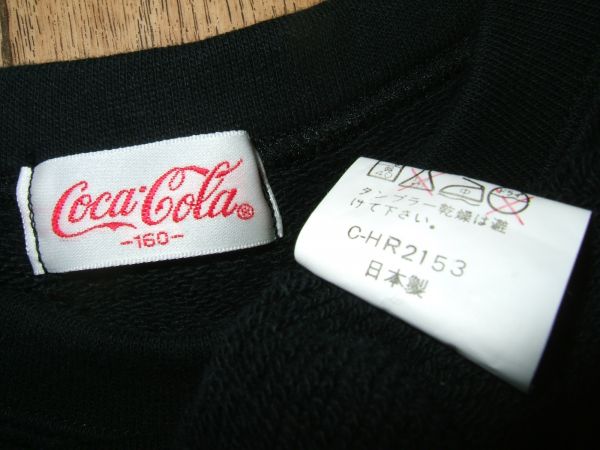 Coca-Cola®
-160-
中
タンブラー乾燥は避
けて下さい。
C-HR2153
日本製